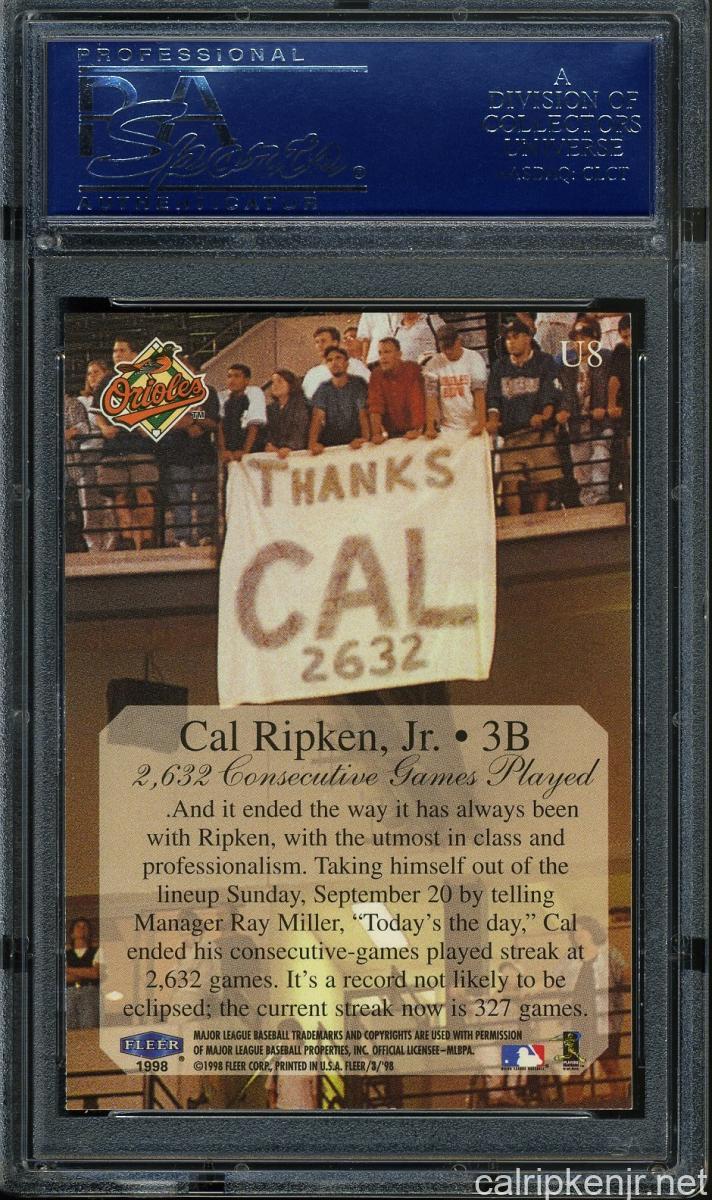 PROFESSIONAL
PSA
Sports®
AUTHENTICATOR
A
DIVISION OF
COLLECTORS
UNIVERSE
NASDAQ: CLCT
Orioles™
U8
THANKS
CAL
2632
Cal Ripken, Jr. • 3B
2,632 Consecutive Games Played
.And it ended the way it has always been
with Ripken, with the utmost in class and
professionalism. Taking himself out of the
lineup Sunday, September 20 by telling
Manager Ray Miller, “Today’s the day,” Cal
ended his consecutive-games played streak at
2,632 games. It’s a record not likely to be
eclipsed; the current streak now is 327 games.
FLEER®
1998
MAJOR LEAGUE BASEBALL TRADEMARKS AND COPYRIGHTS ARE USED WITH PERMISSION
OF MAJOR LEAGUE BASEBALL PROPERTIES, INC. OFFICIAL LICENSEE–MLBPA.
©1998 FLEER CORP., PRINTED IN U.S.A. FLEER/3/'98
calripkenjr.net